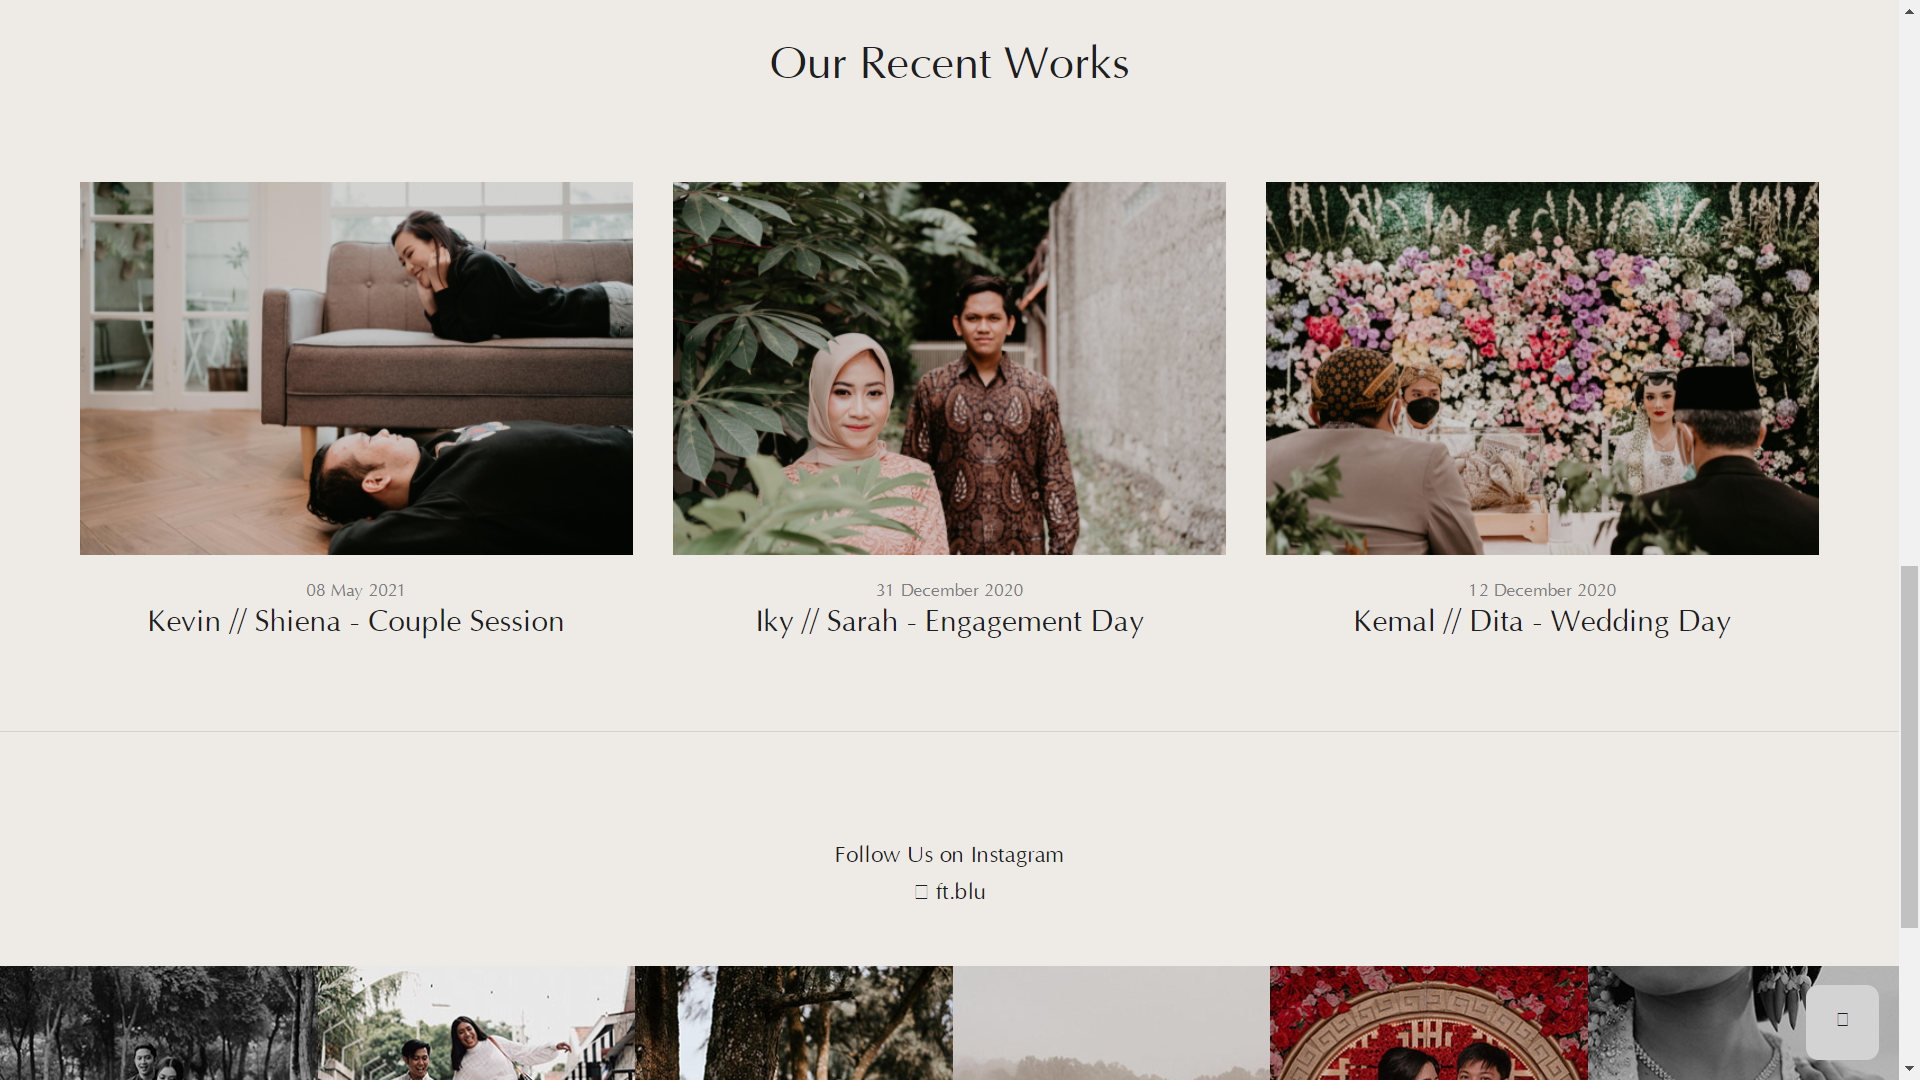 Our Recent Works
08 May 2021
Kevin // Shiena - Couple Session
31 December 2020
Iky // Sarah - Engagement Day
12 December 2020
Kemal // Dita - Wedding Day
Follow Us on Instagram
ft.blu